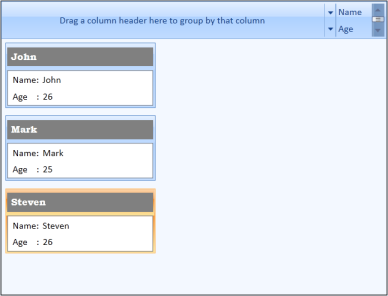 Drag a column header here to group by that column
Name
Age
John
Name: John
Age : 26
Mark
Name: Mark
Age : 25
Steven
Name: Steven
Age : 26